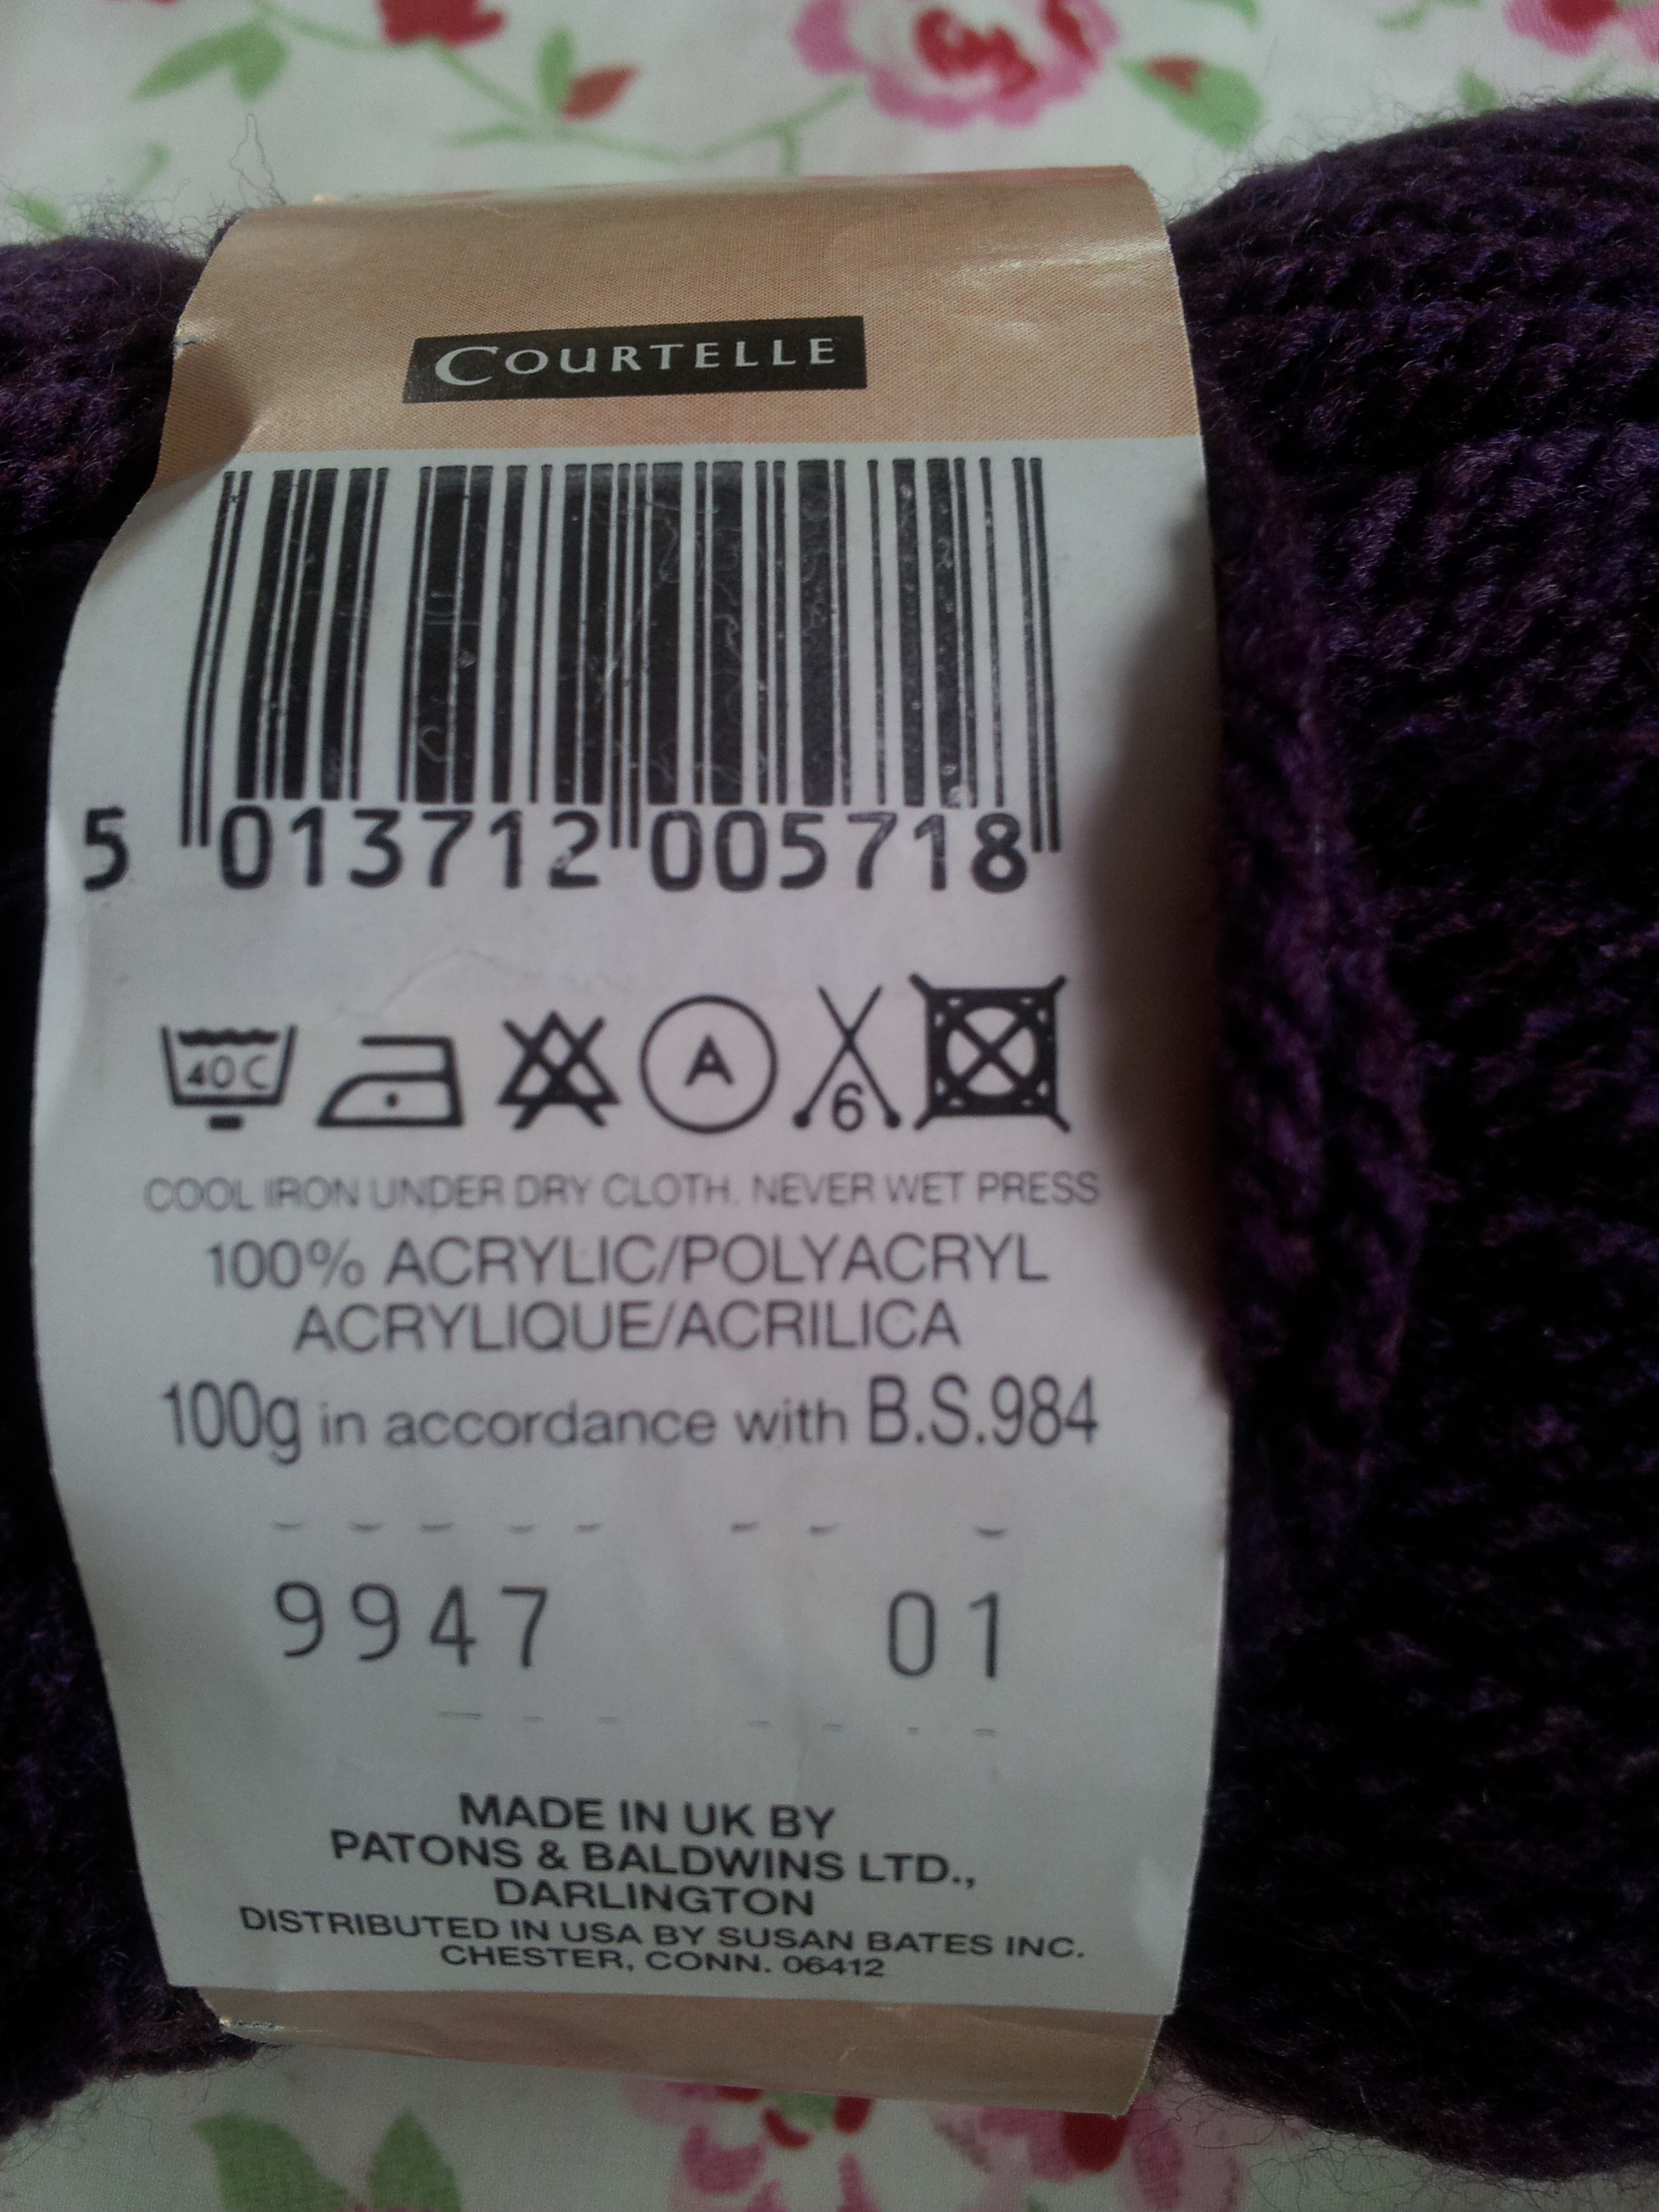 COURTELLE
5 013712 005718
40C A 6
COOL IRON UNDER DRY CLOTH. NEVER WET PRESS
100% ACRYLIC/POLYACRYL
ACRYLIQUE/ACRILICA
100g in accordance with B.S.984
9947 01
MADE IN UK BY
PATONS & BALDWINS LTD.,
DARLINGTON
DISTRIBUTED IN USA BY SUSAN BATES INC.
CHESTER, CONN. 06412